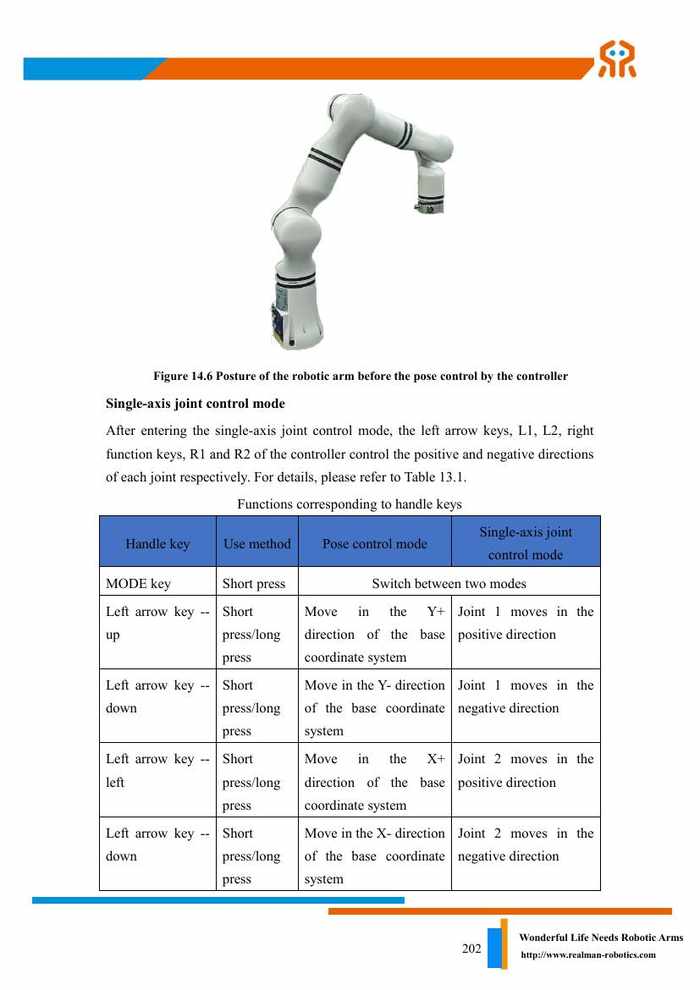 Figure 14.6 Posture of the robotic arm before the pose control by the controller
Single-axis joint control mode
After entering the single-axis joint control mode, the left arrow keys, L1, L2, right
function keys, R1 and R2 of the controller control the positive and negative directions
of each joint respectively. For details, please refer to Table 13.1.
Functions corresponding to handle keys
Handle key
Use method
Pose control mode
Single-axis joint
control mode
MODE key
Short press
Switch between two modes
Left arrow key --
up
Short
press/long
press
Move in the Y+
direction of the base
coordinate system
Joint 1 moves in the
positive direction
Left arrow key --
down
Short
press/long
press
Move in the Y- direction
of the base coordinate
system
Joint 1 moves in the
negative direction
Left arrow key --
left
Short
press/long
press
Move in the X+
direction of the base
coordinate system
Joint 2 moves in the
positive direction
Left arrow key --
down
Short
press/long
press
Move in the X- direction
of the base coordinate
system
Joint 2 moves in the
negative direction
202
Wonderful Life Needs Robotic Arms
http://www.realman-robotics.com